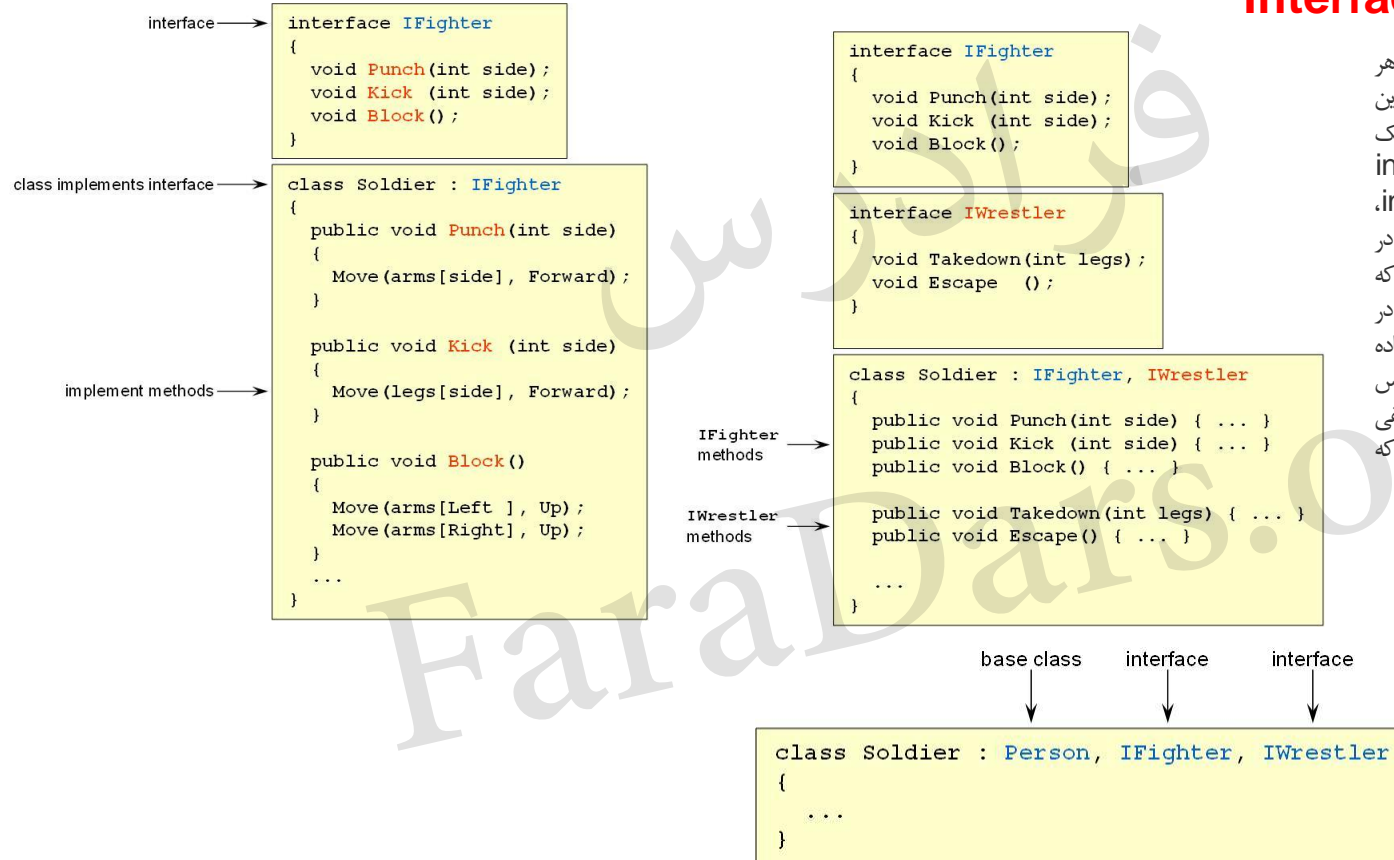 interface
interface IFighter
{
void Punch(int side);
void Kick (int side);
void Block();
}
class implements interface
class Soldier : IFighter
{
public void Punch(int side)
{
Move(arms[side], Forward);
}
public void Kick (int side)
{
Move(legs[side], Forward);
}
implement methods
public void Block()
{
Move(arms[Left ], Up);
Move(arms[Right], Up);
}
...
}
interface IFighter
{
void Punch(int side);
void Kick (int side);
void Block();
}
interface IWrestler
{
void Takedown(int legs);
void Escape ();
}
class Soldier : IFighter, IWrestler
{
public void Punch(int side) { ... }
public void Kick (int side) { ... }
public void Block() { ... }
public void Takedown(int legs) { ... }
public void Escape() { ... }
...
}
IFighter
methods
IWrestler
methods
base class interface interface
class Soldier : Person, IFighter, IWrestler
{
...
}
هر
در
که
در
که
فرادرس
FaraDars.o